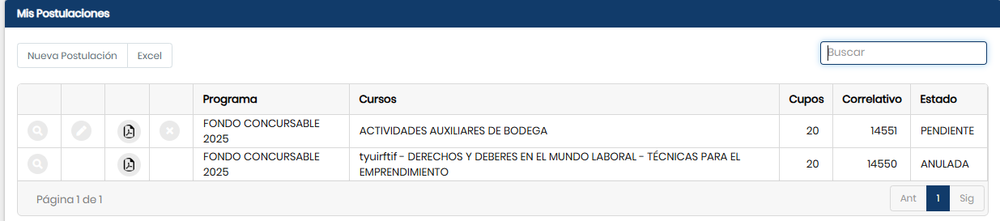 Mis Postulaciones
Nueva Postulación Excel Buscar
Programa Cursos Cupos Correlativo Estado
FONDO CONCURSABLE
2025 ACTIVIDADES AUXILIARES DE BODEGA 20 14551 PENDIENTE
FONDO CONCURSABLE tyuirftif - DERECHOS Y DEBERES EN EL MUNDO LABORAL - TÉCNICAS PARA EL
2025 EMPRENDIMIENTO 20 14550 ANULADA
Página 1 de 1 Ant 1 Sig